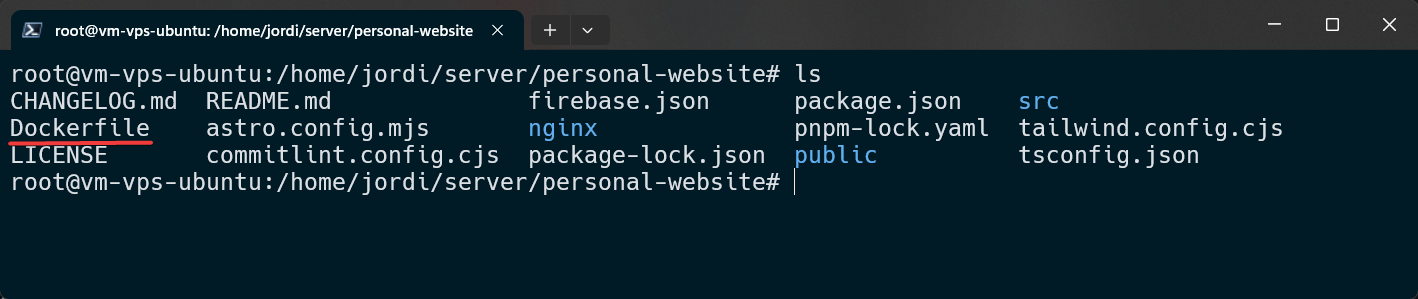 root@vm-vps-ubuntu: /home/jordi/server/personal-website
root@vm-vps-ubuntu:/home/jordi/server/personal-website# ls
CHANGELOG.md README.md firebase.json package.json src
Dockerfile astro.config.mjs nginx pnpm-lock.yaml tailwind.config.cjs
LICENSE commitlint.config.cjs package-lock.json public tsconfig.json
root@vm-vps-ubuntu:/home/jordi/server/personal-website#